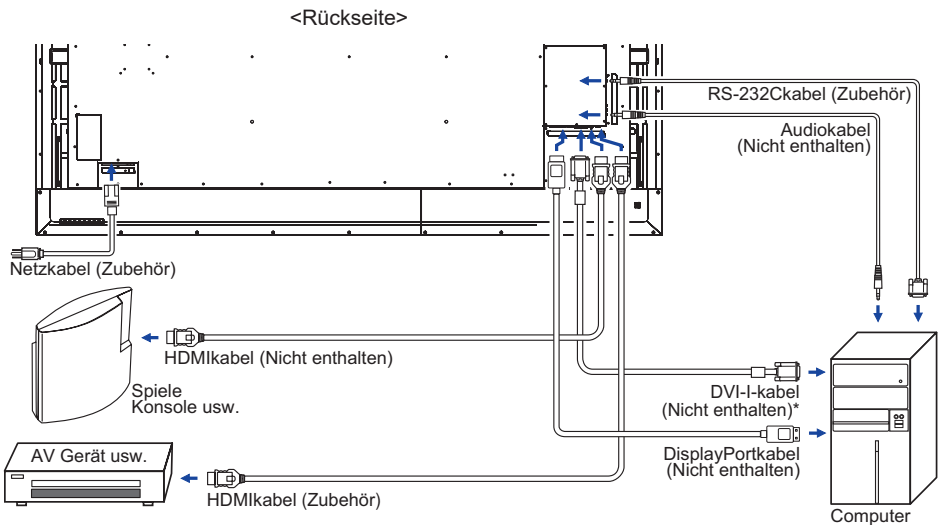 <Rückseite>
RS-232Ckabel (Zubehör)
Audiokabel
(Nicht enthalten)
Netzkabel (Zubehör)
HDMIkabel (Nicht enthalten)
Spiele
Konsole usw.
DVI-I-kabel
(Nicht enthalten)*
AV Gerät usw.
DisplayPortkabel
(Nicht enthalten)
HDMIkabel (Zubehör)
Computer